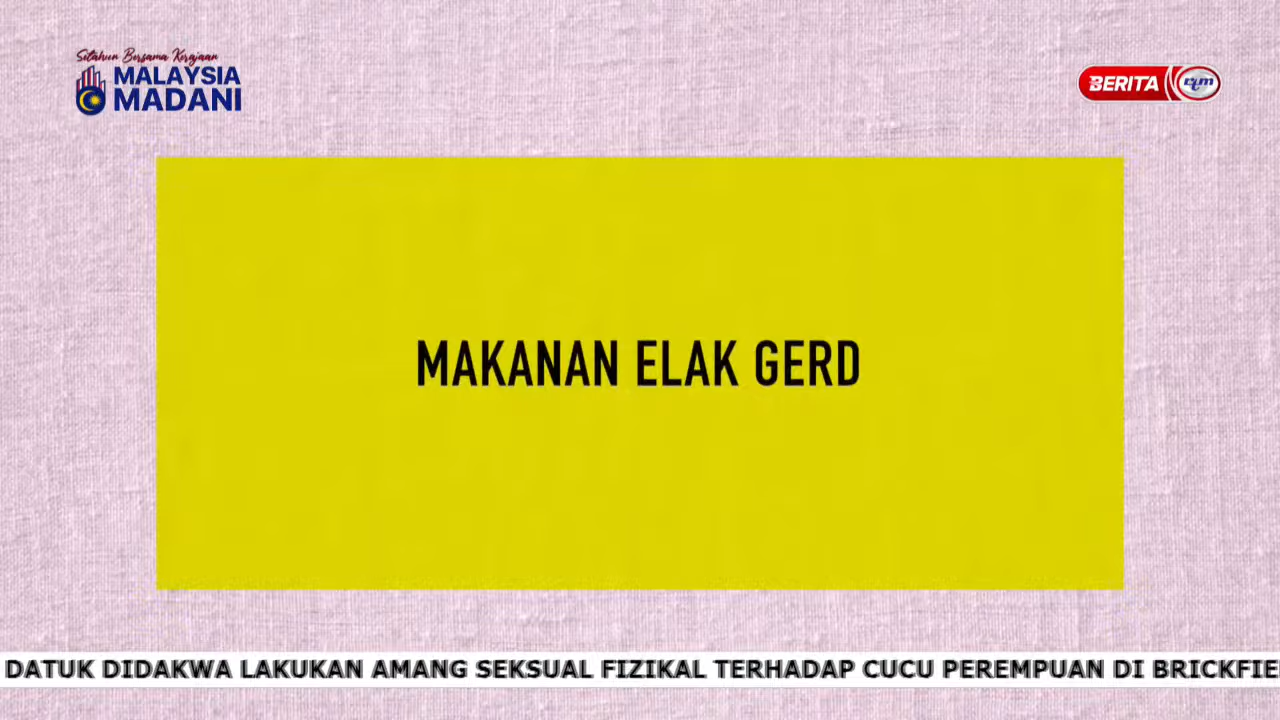 Setahun Bersama Kerajaan
MALAYSIA
MADANI
BERITA rtm
MAKANAN ELAK GERD
DATUK DIDAKWA LAKUKAN AMANG SEKSUAL FIZIKAL TERHADAP CUCU PEREMPUAN DI BRICKFIE